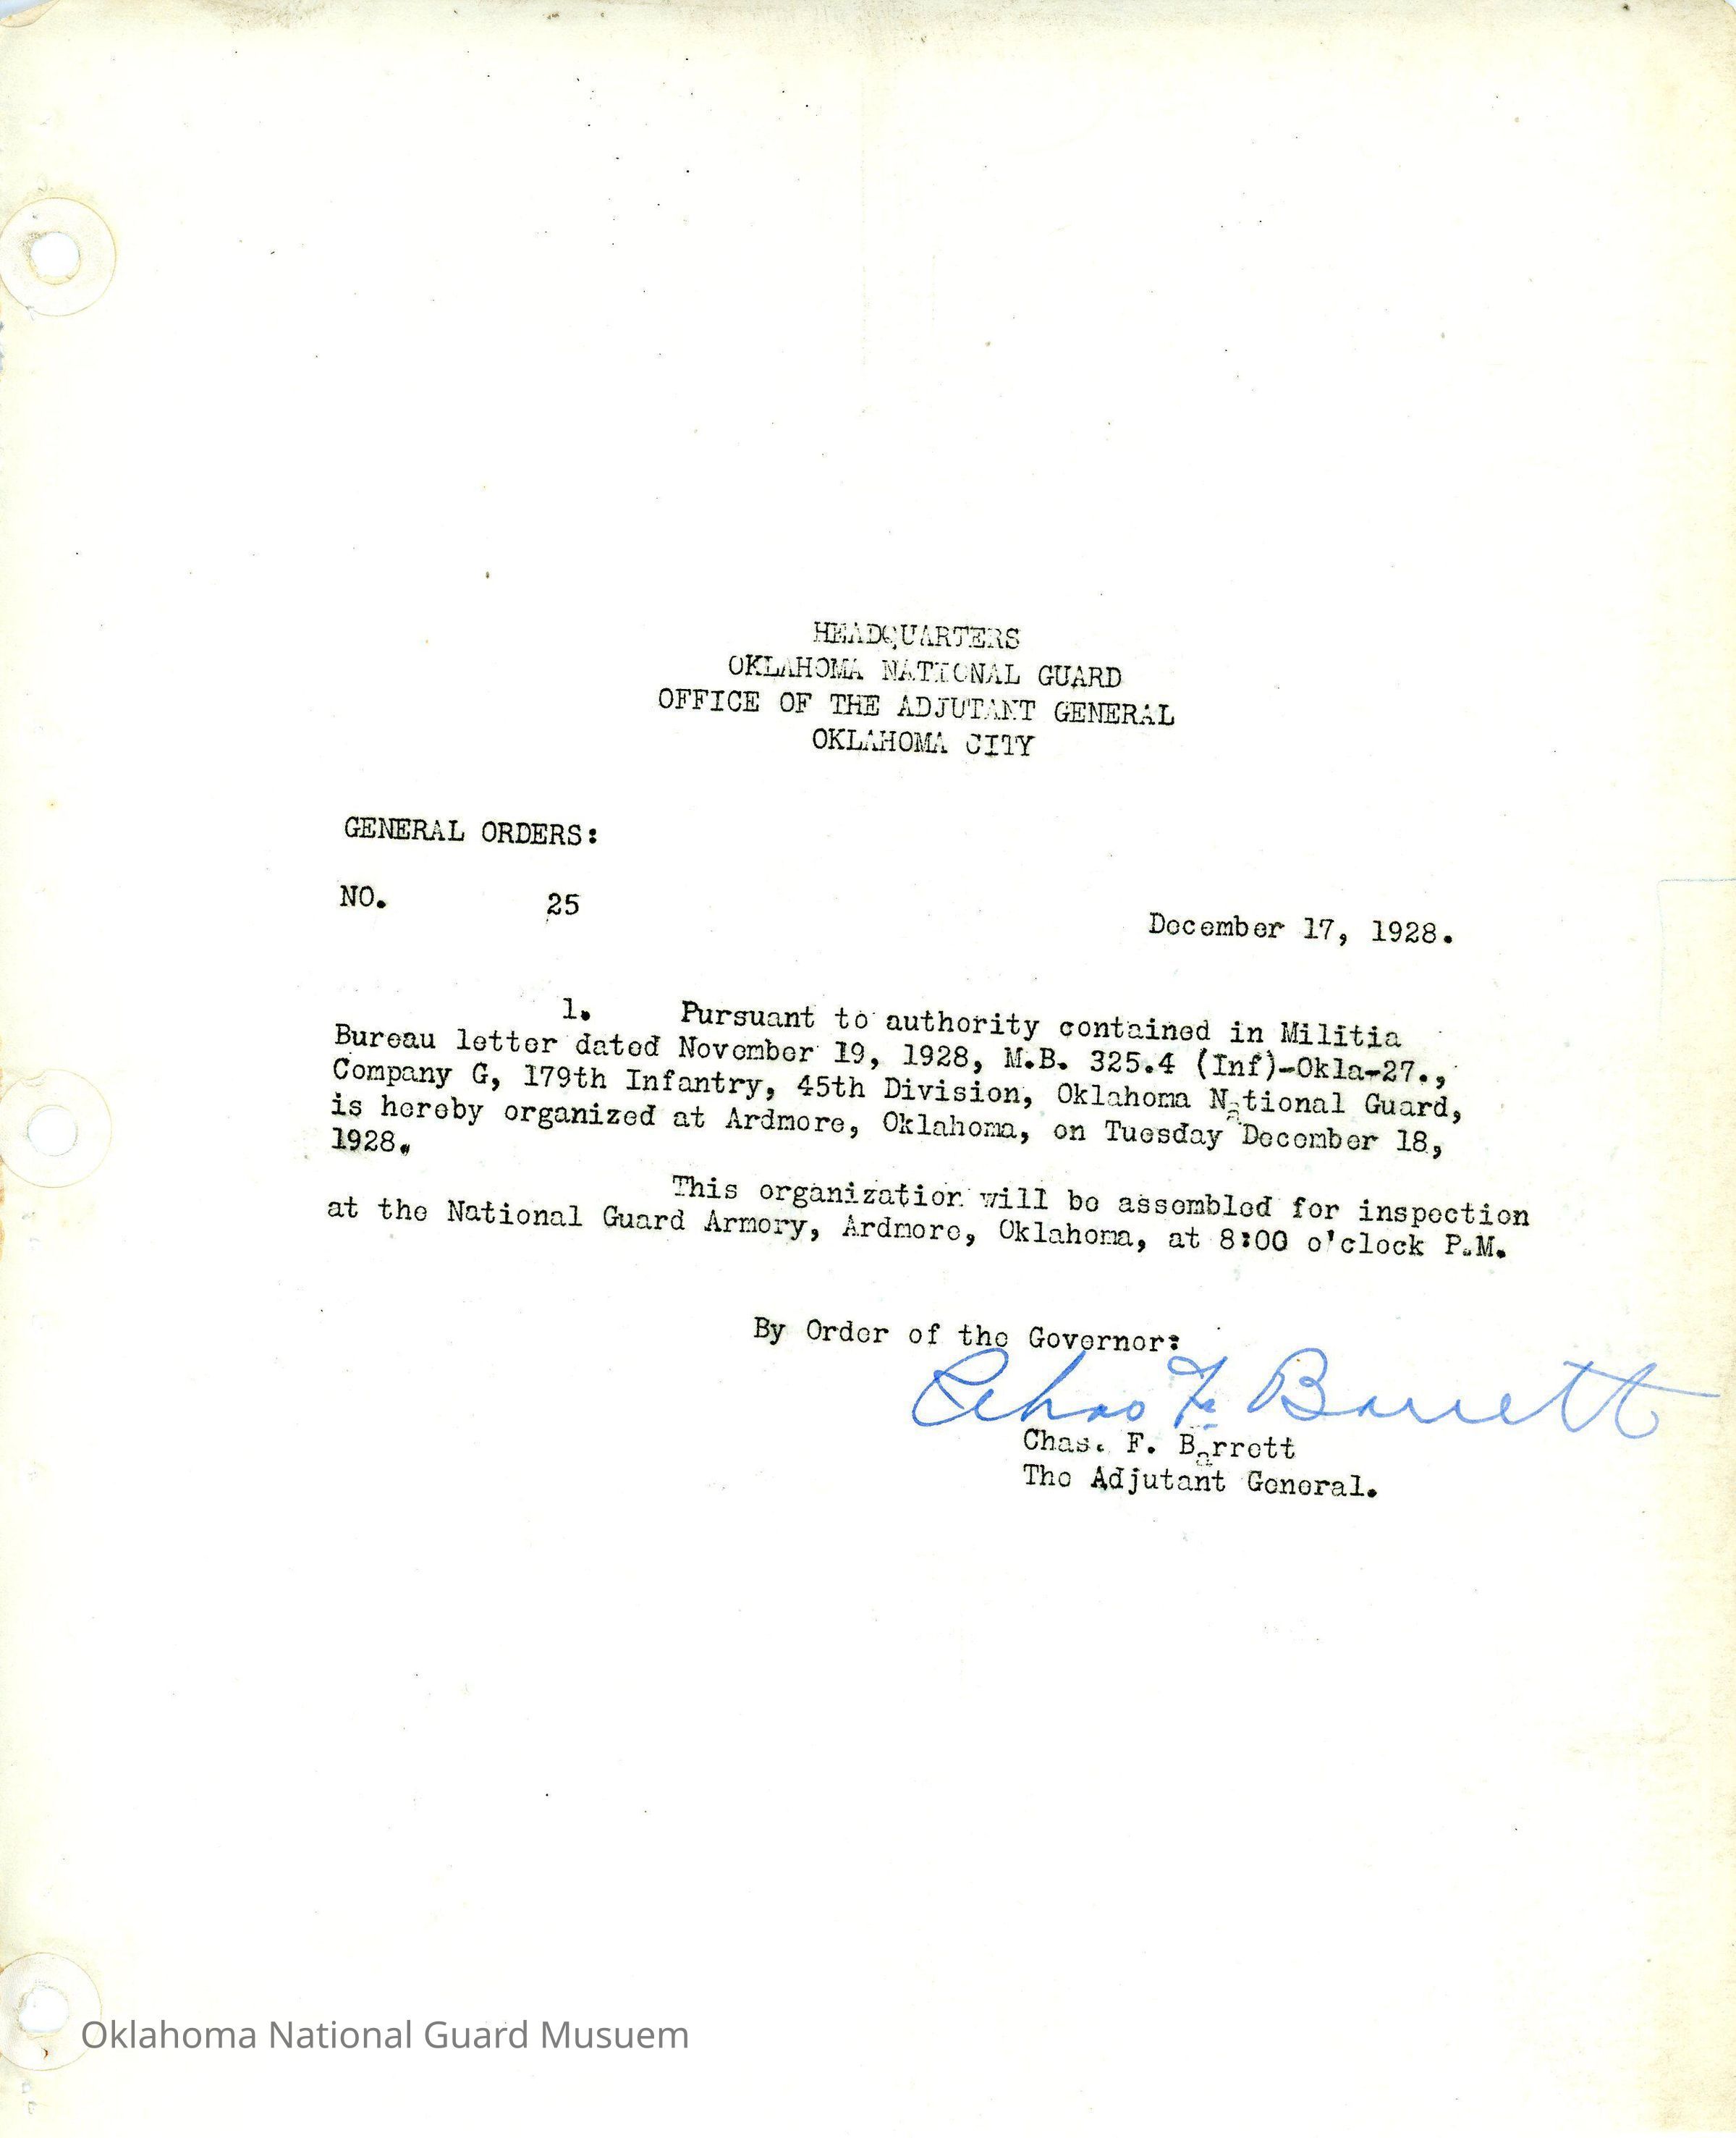 HEADQUARTERS
OKLAHOMA NATIONAL GUARD
OFFICE OF THE ADJUTANT GENERAL
OKLAHOMA CITY
GENERAL ORDERS:
NO. 25
December 17, 1928.
1. Pursuant to authority contained in Militia
Bureau letter dated November 19, 1928, M.B. 325.4 (Inf)-Okla-27.,
Company G, 179th Infantry, 45th Division, Oklahoma National Guard,
is hereby organized at Ardmore, Oklahoma, on Tuesday December 18,
1928.
This organization will be assembled for inspection
at the National Guard Armory, Ardmore, Oklahoma, at 8:00 o'clock P.M.
By Order of the Governor:
Chas F. Barrett
Chas. F. Barrett
The Adjutant General.
Oklahoma National Guard Musuem